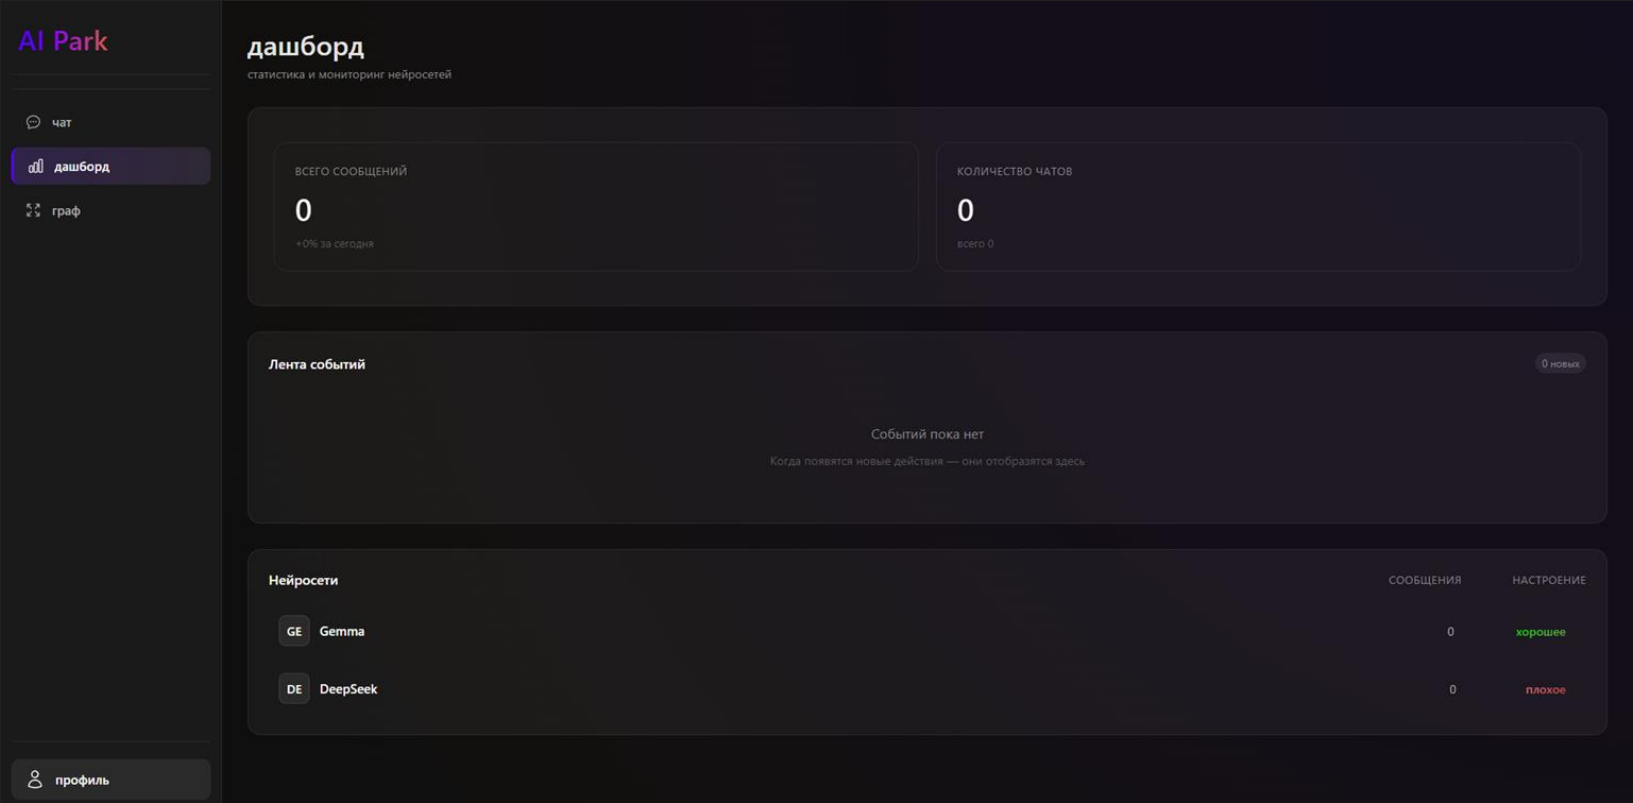 AI Park
чат
дашборд
граф
профиль
дашборд
статистика и мониторинг нейросетей
ВСЕГО СООБЩЕНИЙ
0
+0% за сегодня
КОЛИЧЕСТВО ЧАТОВ
0
всего 0
Лента событий
0 новых
Событий пока нет
Когда появятся новые действия — они отобразятся здесь
Нейросети СООБЩЕНИЯ НАСТРОЕНИЕ
GE Gemma 0 хорошее
DE DeepSeek 0 плохое